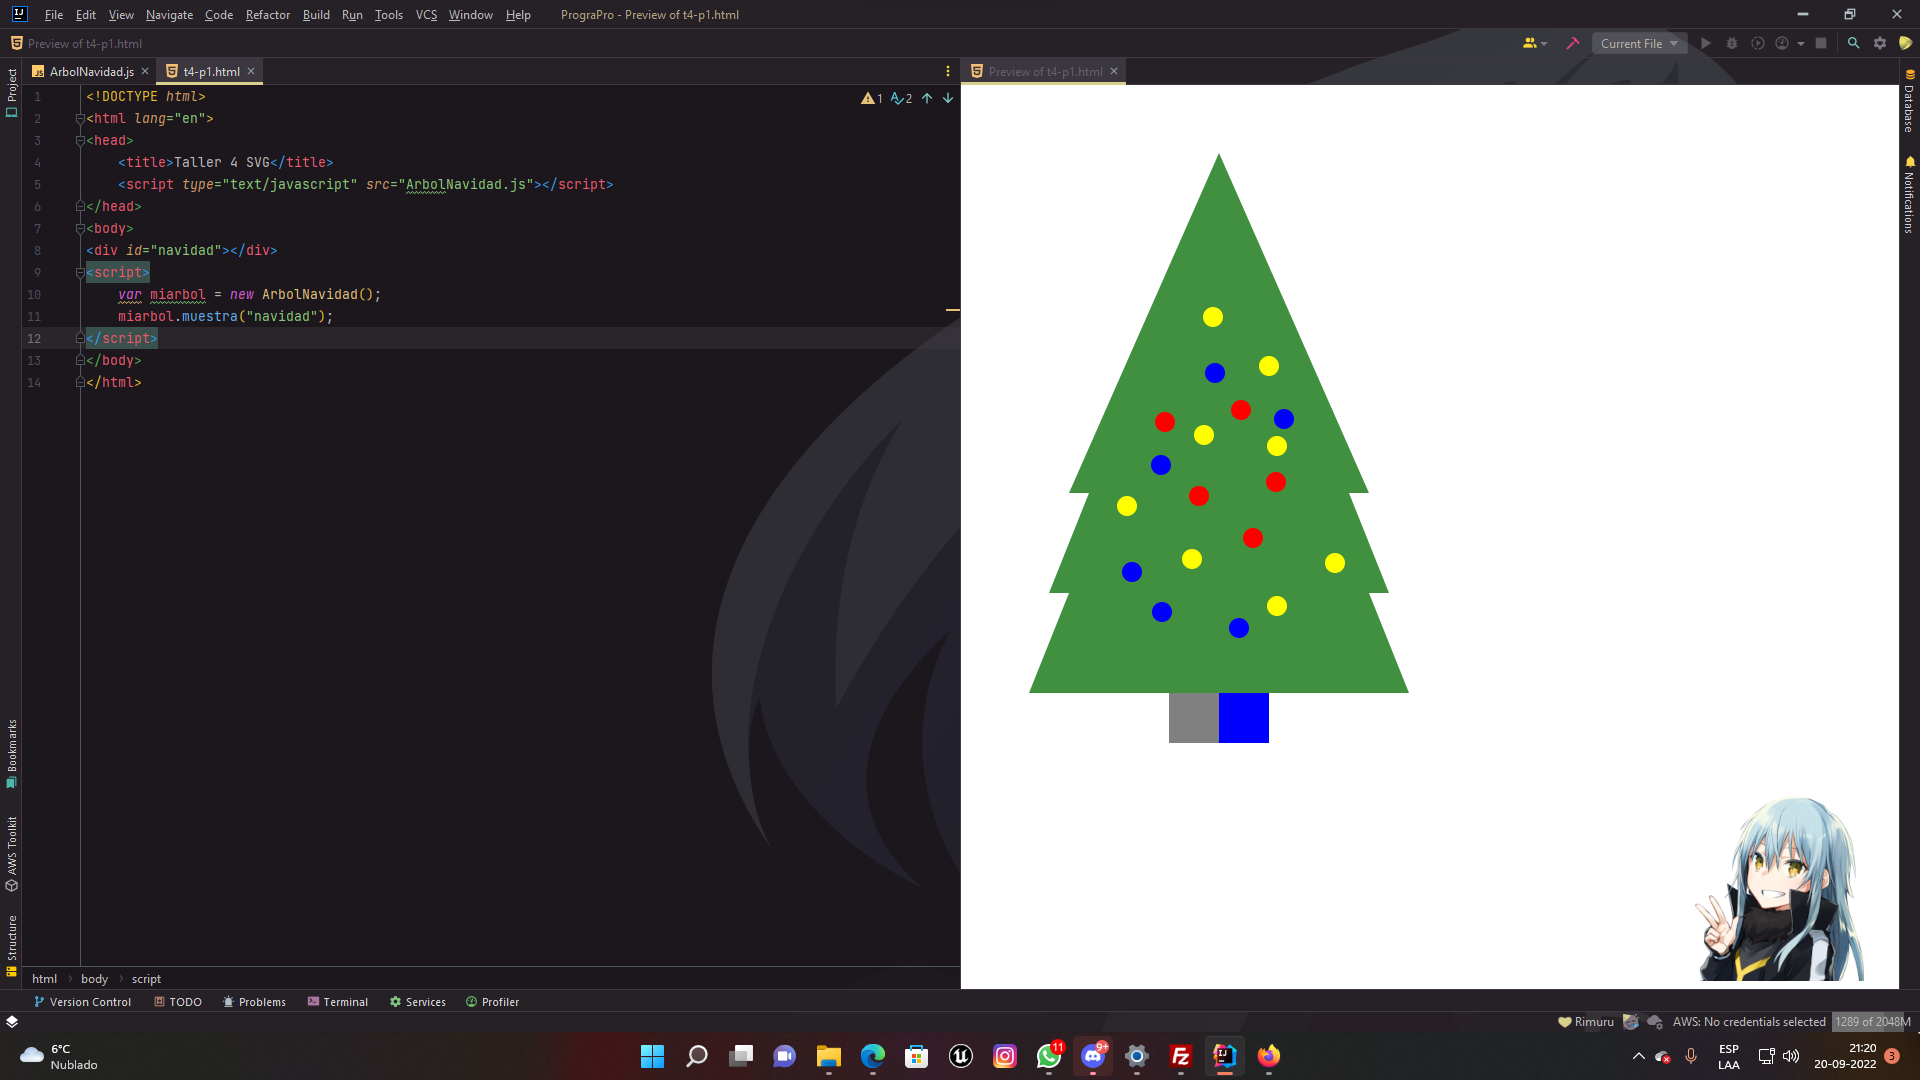 File Edit View Navigate Code Refactor Build Run Tools VCS Window Help PrograPro - Preview of t4-p1.html
Preview of t4-p1.html
Current File
Project
ArbolNavidad.js
t4-p1.html
Preview of t4-p1.html
1 <!DOCTYPE html>
1 2
2 <html lang="en">
3 <head>
4 <title>Taller 4 SVG</title>
5 <script type="text/javascript" src="ArbolNavidad.js"></script>
6 </head>
7 <body>
8 <div id="navidad"></div>
9 <script>
10 var miarbol = new ArbolNavidad();
11 miarbol.muestra("navidad");
12 </script>
13 </body>
14 </html>
Database
Notifications
Bookmarks
AWS Toolkit
Structure
html body script
Version Control TODO Problems Terminal Services Profiler
Rimuru AWS: No credentials selected 1289 of 2048M
6°C
Nublado
11
9+
ESP
LAA
21:20
20-09-2022
3